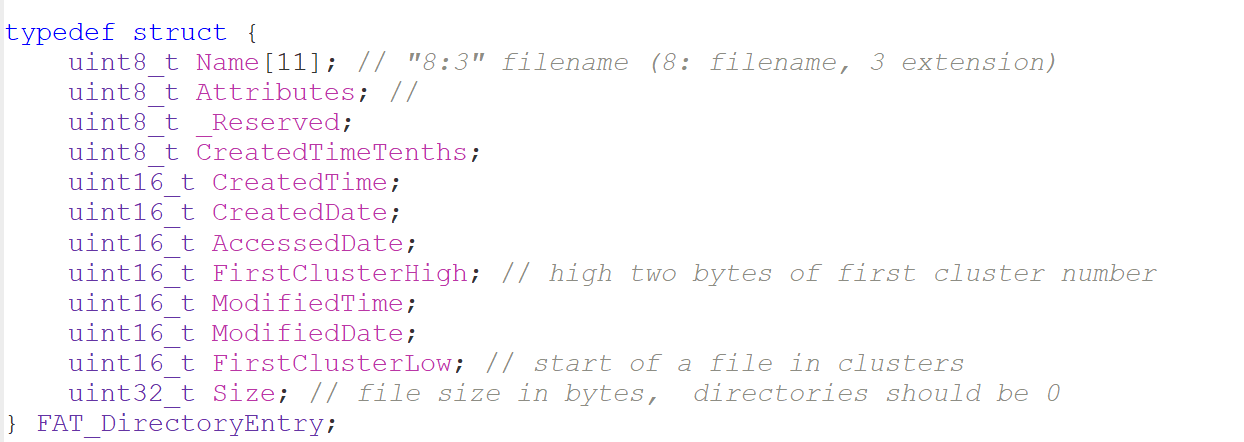 typedef struct {
    uint8_t Name[11]; // "8:3" filename (8: filename, 3 extension)
    uint8_t Attributes; //
    uint8_t _Reserved;
    uint8_t CreatedTimeTenths;
    uint16_t CreatedTime;
    uint16_t CreatedDate;
    uint16_t AccessedDate;
    uint16_t FirstClusterHigh; // high two bytes of first cluster number
    uint16_t ModifiedTime;
    uint16_t ModifiedDate;
    uint16_t FirstClusterLow; // start of a file in clusters
    uint32_t Size; // file size in bytes,  directories should be 0
} FAT_DirectoryEntry;